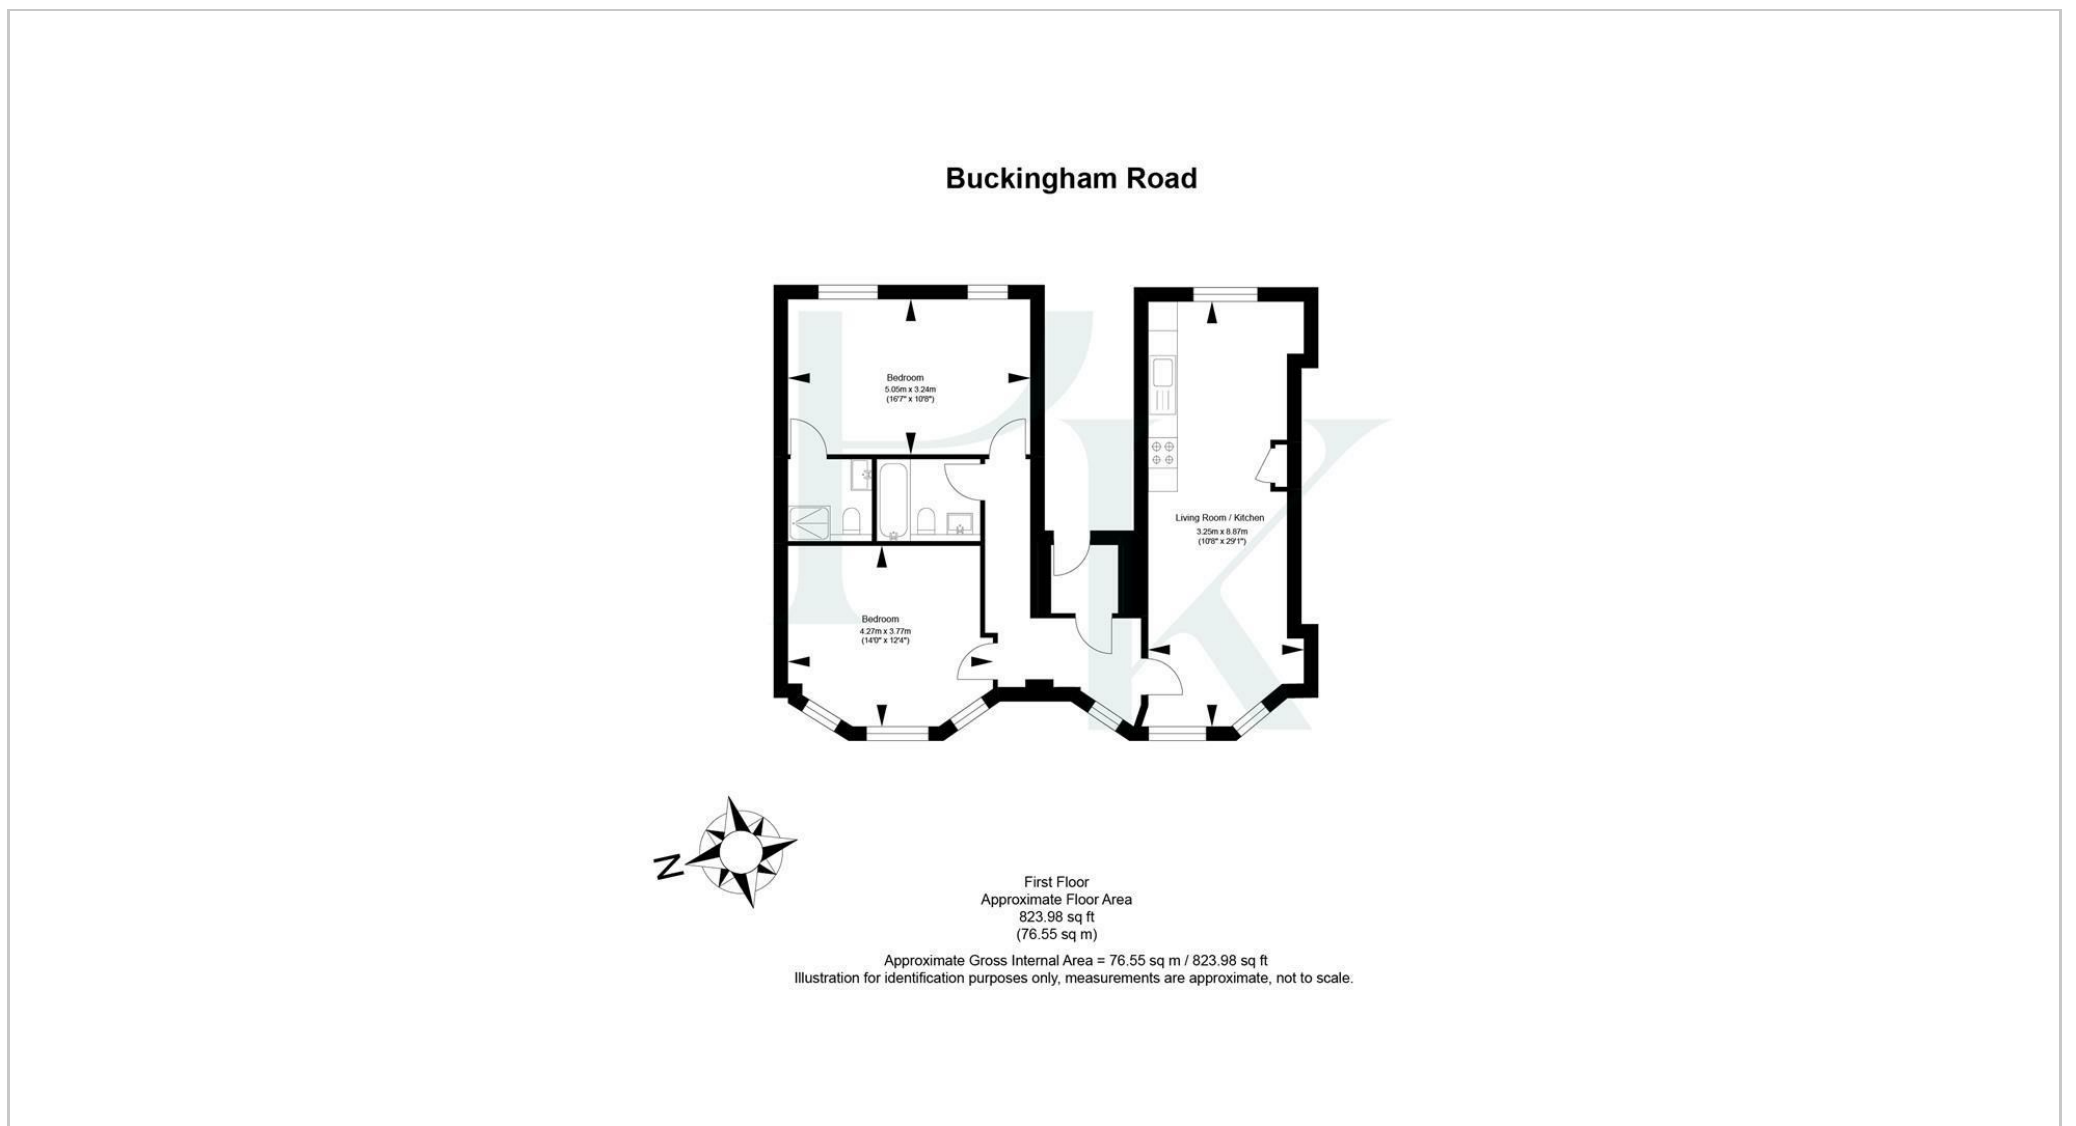 Buckingham Road
Bedroom
5.05m x 3.24m
(16'7" x 10'8")
Living Room / Kitchen
3.25m x 8.87m
(10'8" x 29'1")
Bedroom
4.27m x 3.77m
(14'0" x 12'4")
N
First Floor
Approximate Floor Area
823.98 sq ft
(76.55 sq m)
Approximate Gross Internal Area = 76.55 sq m / 823.98 sq ft
Illustration for identification purposes only, measurements are approximate, not to scale.
PK